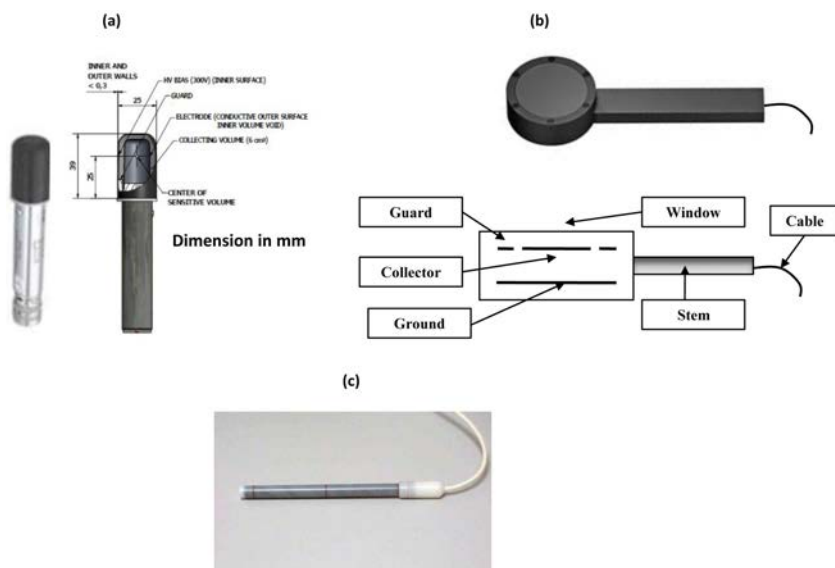 (a)
INNER AND
OUTER WALLS
< 0,3
HV BIAS (300V) (INNER SURFACE)
GUARD
25
ELECTRODE (CONDUCTIVE OUTER SURFACE
INNER VOLUME VOID)
COLLECTING VOLUME (6 cm³)
39
25
CENTER OF
SENSITIVE VOLUME
Dimension in mm
(b)
Guard
Window
Cable
Collector
Ground
Stem
(c)